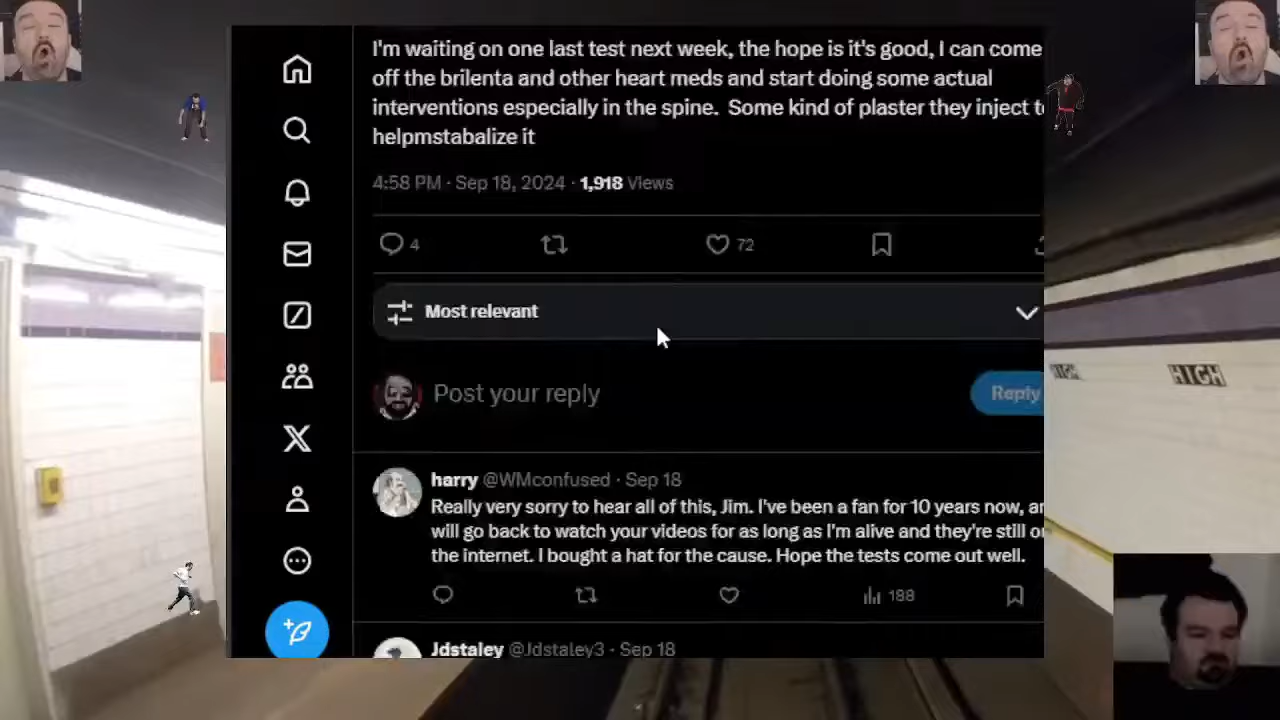 I'm waiting on one last test next week, the hope is it's good, I can come
off the brilenta and other heart meds and start doing some actual
interventions especially in the spine. Some kind of plaster they inject t
helpmstabalize it
4:58 PM · Sep 18, 2024 · 1,918 Views
4
72
Most relevant
Post your reply
Reply
harry @WMconfused · Sep 18
Really very sorry to hear all of this, Jim. I've been a fan for 10 years now, a
will go back to watch your videos for as long as I'm alive and they're still o
the internet. I bought a hat for the cause. Hope the tests come out well.
188
Jdstaley @Jdstaley3 · Sep 18
HIGH
HIGH